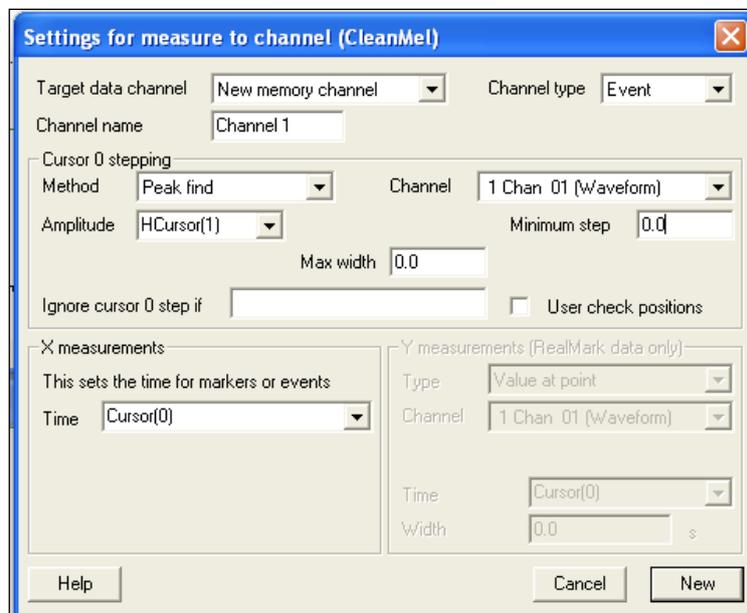 Settings for measure to channel (CleanMel)
Target data channel New memory channel Channel type Event
Channel name Channel 1
Cursor 0 stepping
Method Peak find Channel 1 Chan 01 (Waveform)
Amplitude HCursor(1) Minimum step 0.0
Max width 0.0
Ignore cursor 0 step if User check positions
X measurements
This sets the time for markers or events
Time Cursor(0)
Y measurements (RealMark data only)
Type Value at point
Channel 1 Chan 01 (Waveform)
Time Cursor(0)
Width 0.0 s
Help Cancel New